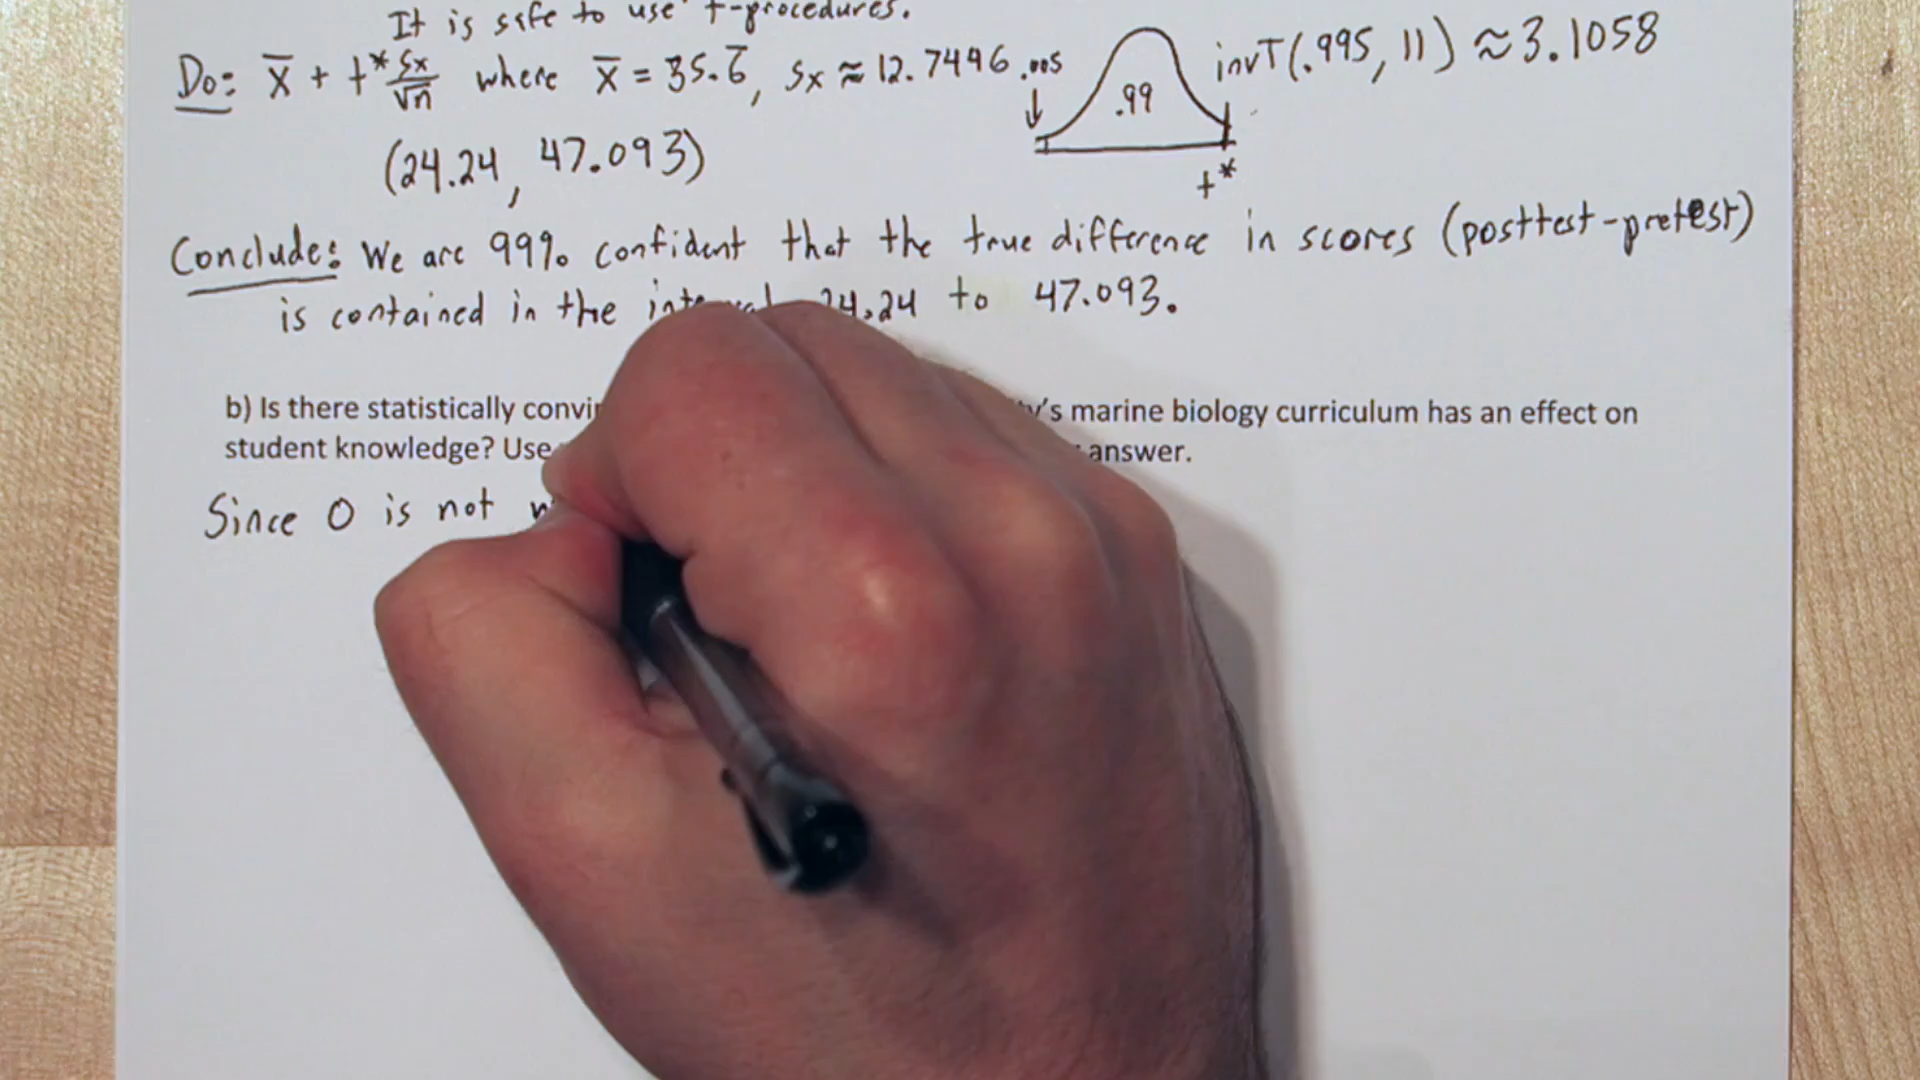 It is safe to use t-procedures.
Do: x̄ + t* sx/√n where x̄ = 35.6̅, sx ≈ 12.7496
.005
.99
t*
invT(.995, 11) ≈ 3.1058
(24.24, 47.093)
Conclude: We are 99% confident that the true difference in scores (posttest-pretest)
is contained in the 24.24 to 47.093.
b) Is there statistically marine biology curriculum has an effect on
student knowledge? Use answer.
Since 0 is not